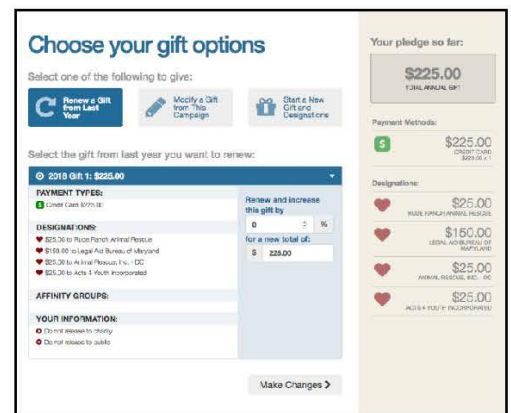 Choose your gift options
Select one of the following to give:
Renew a Gift
from Last
Year
Modify a Gift
from This
Campaign
Start a New
Gift and
Designations
Select the gift from last year you want to renew:
2018 Gift 1: $225.00
PAYMENT TYPES:
Credit Card $225.00
DESIGNATIONS:
$25.00 to Rude Ranch Animal Rescue
$150.00 to Legal Aid Bureau of Maryland
$25.00 to Animal Rescue, Inc. - DC
$25.00 to Acts 4 Youth Incorporated
AFFINITY GROUPS:
YOUR INFORMATION:
Do not release to charity
Do not release to public
Renew and increase
this gift by
0 %
for a new total of:
$ 225.00
Make Changes
Your pledge so far:
$225.00
TOTAL ANNUAL GIFT
Payment Methods:
$225.00
CREDIT CARD
$225.00 x 1
Designations:
$25.00
RUDE RANCH ANIMAL RESCUE
$150.00
LEGAL AID BUREAU OF
MARYLAND
$25.00
ANIMAL RESCUE, INC. - DC
$25.00
ACTS 4 YOUTH INCORPORATED